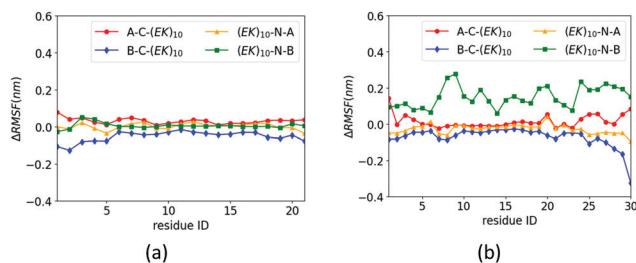 0.6
0.4
0.2
0.0
−0.2
−0.4
ΔRMSF(nm)
A-C-(EK)₁₀
B-C-(EK)₁₀
(EK)₁₀-N-A
(EK)₁₀-N-B
5 10 15 20
residue ID
(a)
0.6
0.4
0.2
0.0
−0.2
−0.4
ΔRMSF(nm)
A-C-(EK)₁₀
B-C-(EK)₁₀
(EK)₁₀-N-A
(EK)₁₀-N-B
5 10 15 20 25 30
residue ID
(b)